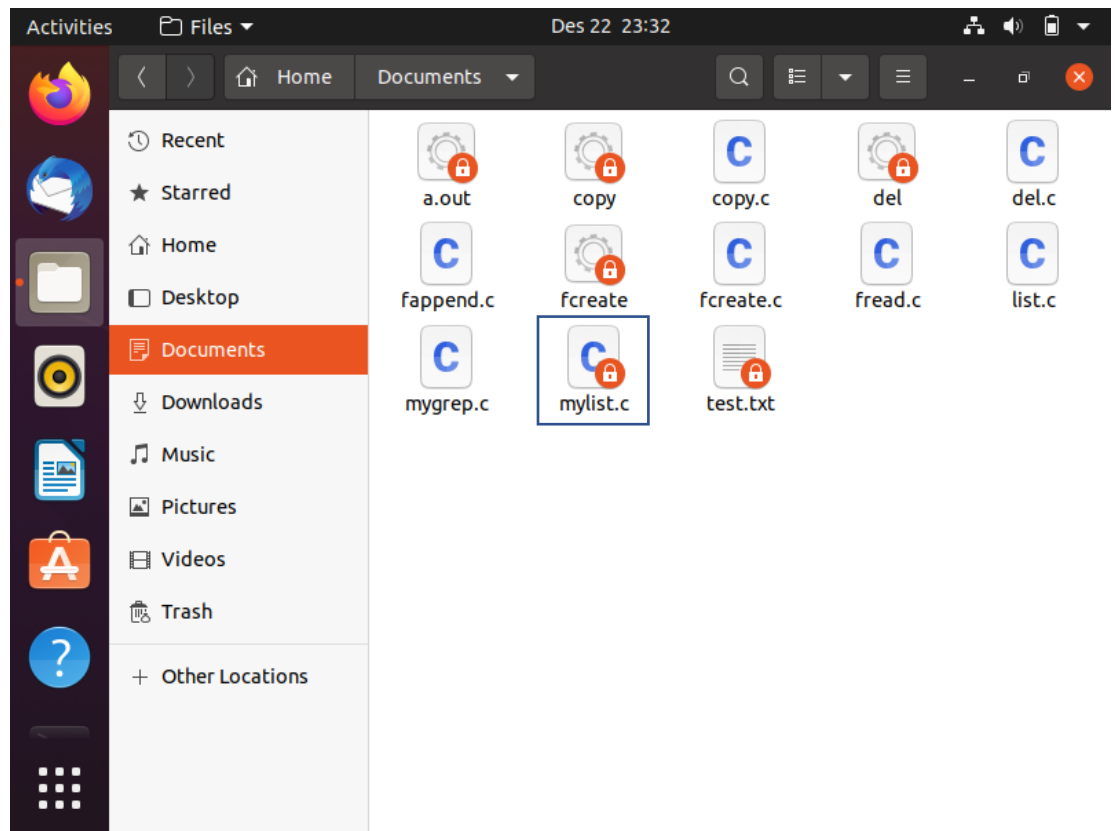 Activities Files Des 22 23:32
Home Documents
Recent
Starred
Home
Desktop
Documents
Downloads
Music
Pictures
Videos
Trash
+ Other Locations
a.out copy copy.c del del.c
fappend.c fcreate fcreate.c fread.c list.c
mygrep.c mylist.c test.txt